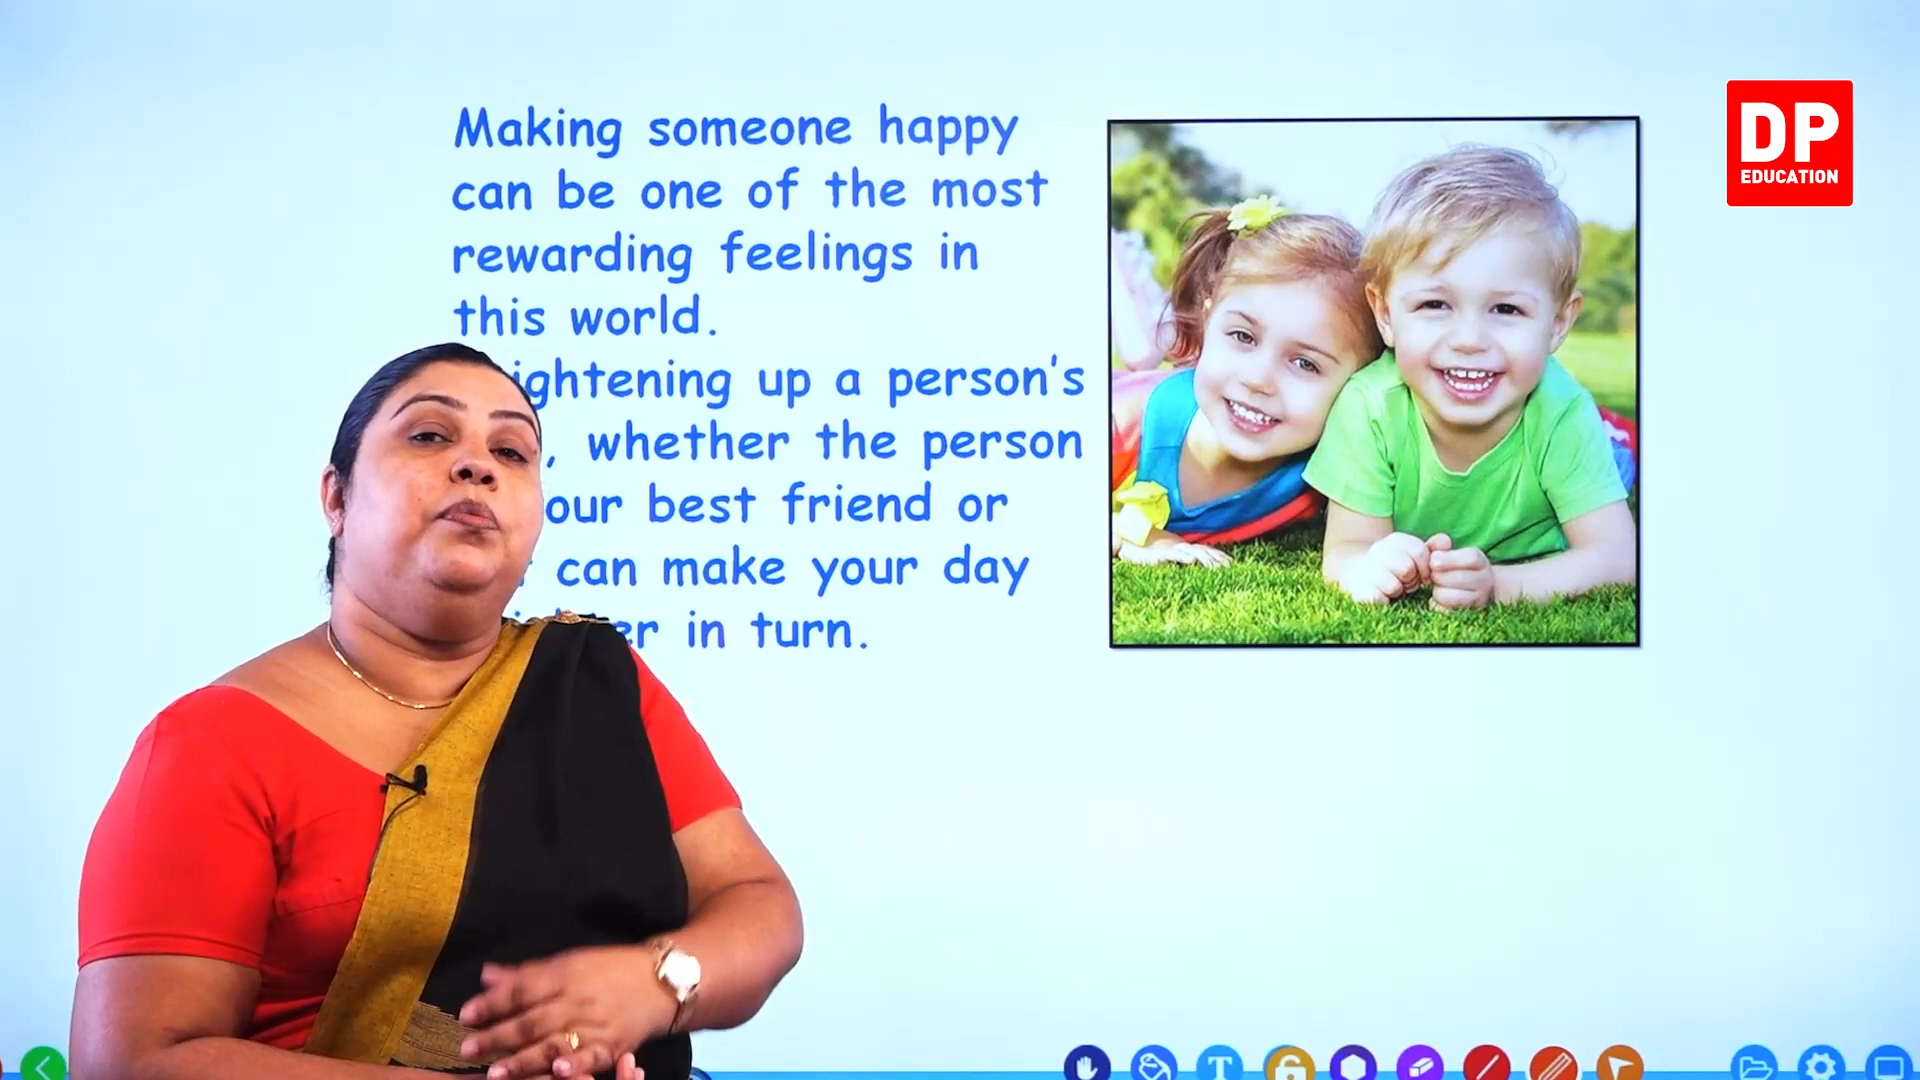 Making someone happy
can be one of the most
rewarding feelings in
this world.
ightening up a person's
, whether the person
our best friend or
can make your day
er in turn.
DP
EDUCATION
T